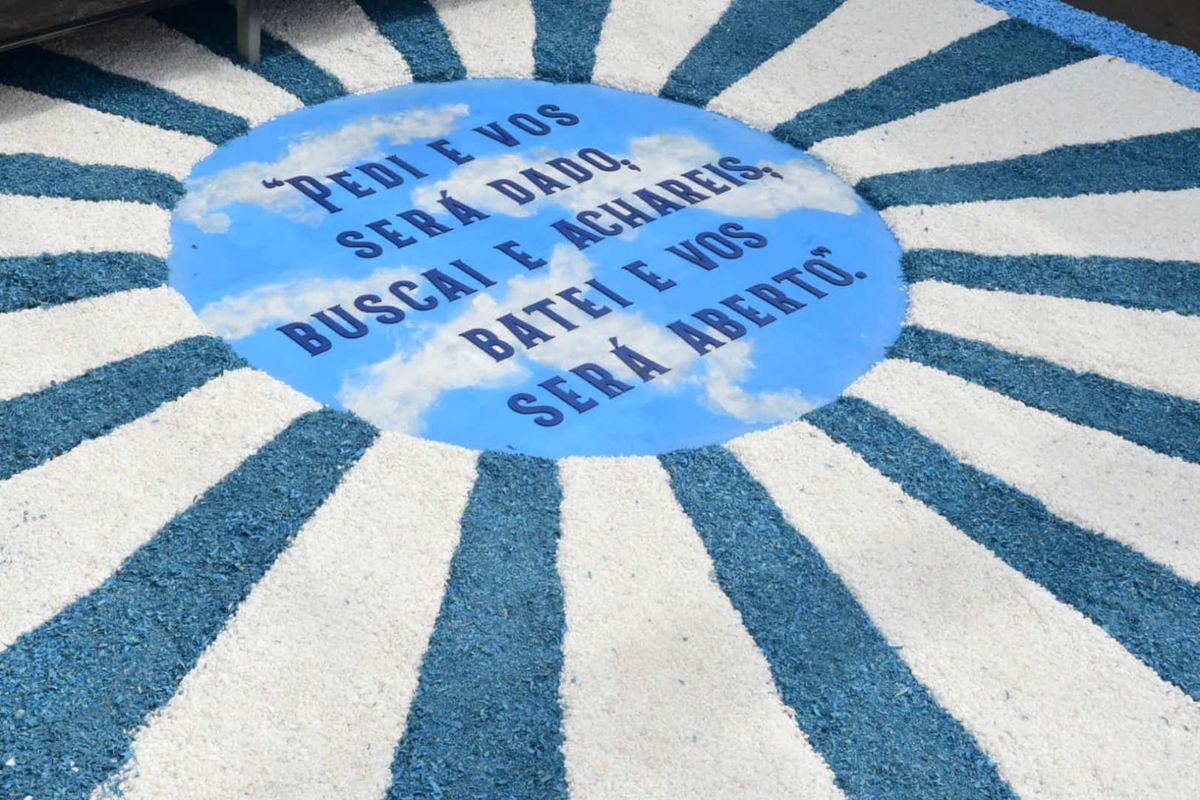 “PEDI E VOS
SERÁ DADO;
BUSCAI E ACHAREIS;
BATEI E VOS
SERÁ ABERTO”.